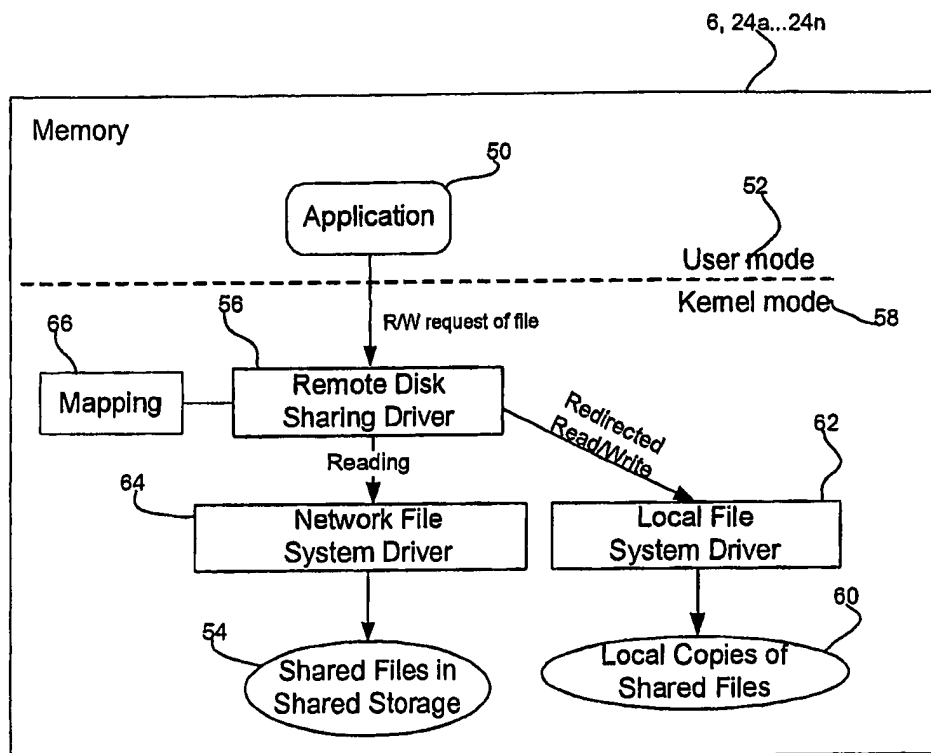 6, 24a...24n
Memory
50
Application
52
User mode
Kernel mode
58
R/W request of file
66
Mapping
56
Remote Disk
Sharing Driver
Redirected
Read/Write
Reading
64
Network File
System Driver
62
Local File
System Driver
54
Shared Files in
Shared Storage
60
Local Copies of
Shared Files